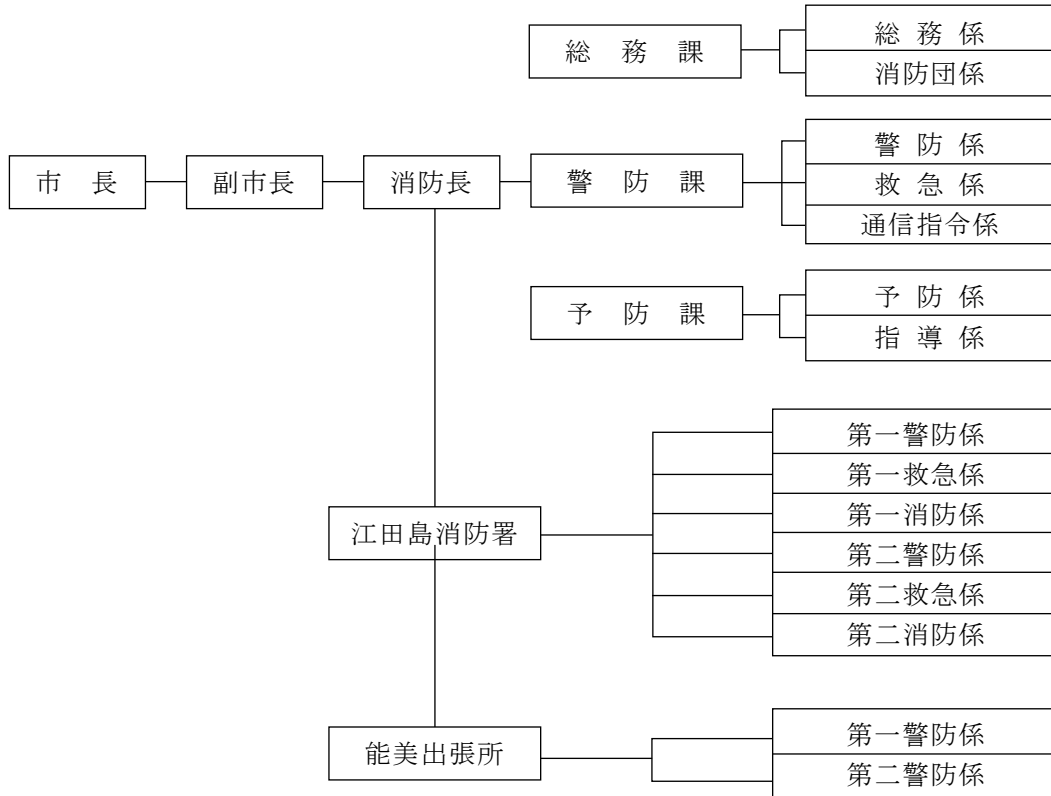 総務課
総務係
消防団係
市長
副市長
消防長
警防課
警防係
救急係
通信指令係
予防課
予防係
指導係
江田島消防署
第一警防係
第一救急係
第一消防係
第二警防係
第二救急係
第二消防係
能美出張所
第一警防係
第二警防係